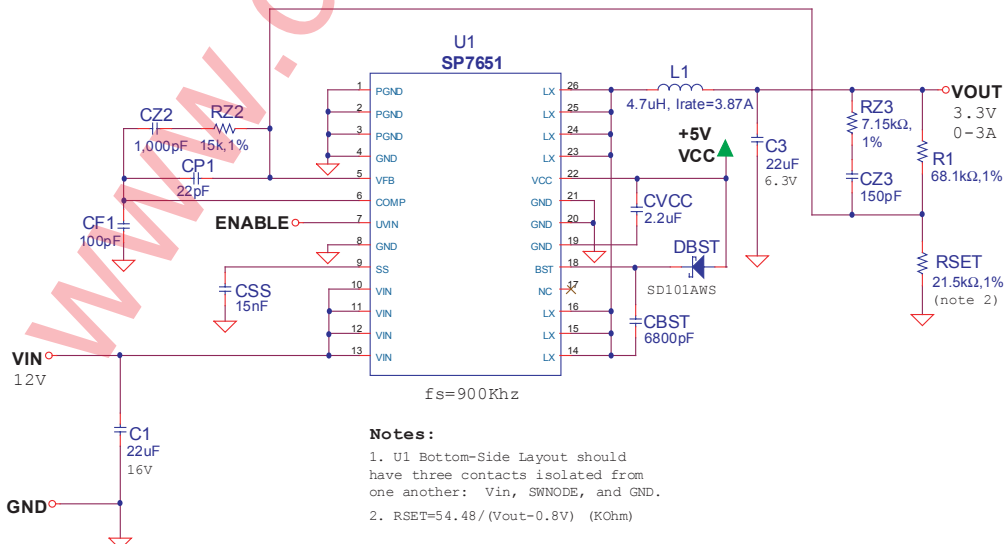 www.
U1
SP7651
1 PGND
2 PGND
3 PGND
4 GND
5 VFB
6 COMP
7 UVIN
8 GND
9 SS
10 VIN
11 VIN
12 VIN
13 VIN
26 LX
25 LX
24 LX
23 LX
22 VCC
21 GND
20 GND
19 GND
18 BST
17 NC
16 LX
15 LX
14 LX
fs=900Khz
CZ2
1,000pF
RZ2
15k,1%
CP1
22pF
CF1
100pF
ENABLE
CSS
15nF
VIN
12V
C1
22uF
16V
GND
L1
4.7uH, Irate=3.87A
+5V
VCC
C3
22uF
6.3V
CVCC
2.2uF
DBST
SD101AWS
CBST
6800pF
RZ3
7.15kΩ,
1%
CZ3
150pF
VOUT
3.3V
0-3A
R1
68.1kΩ,1%
RSET
21.5kΩ,1%
(note 2)
Notes:
1. U1 Bottom-Side Layout should
have three contacts isolated from
one another: Vin, SWNODE, and GND.
2. RSET=54.48/(Vout-0.8V) (KOhm)